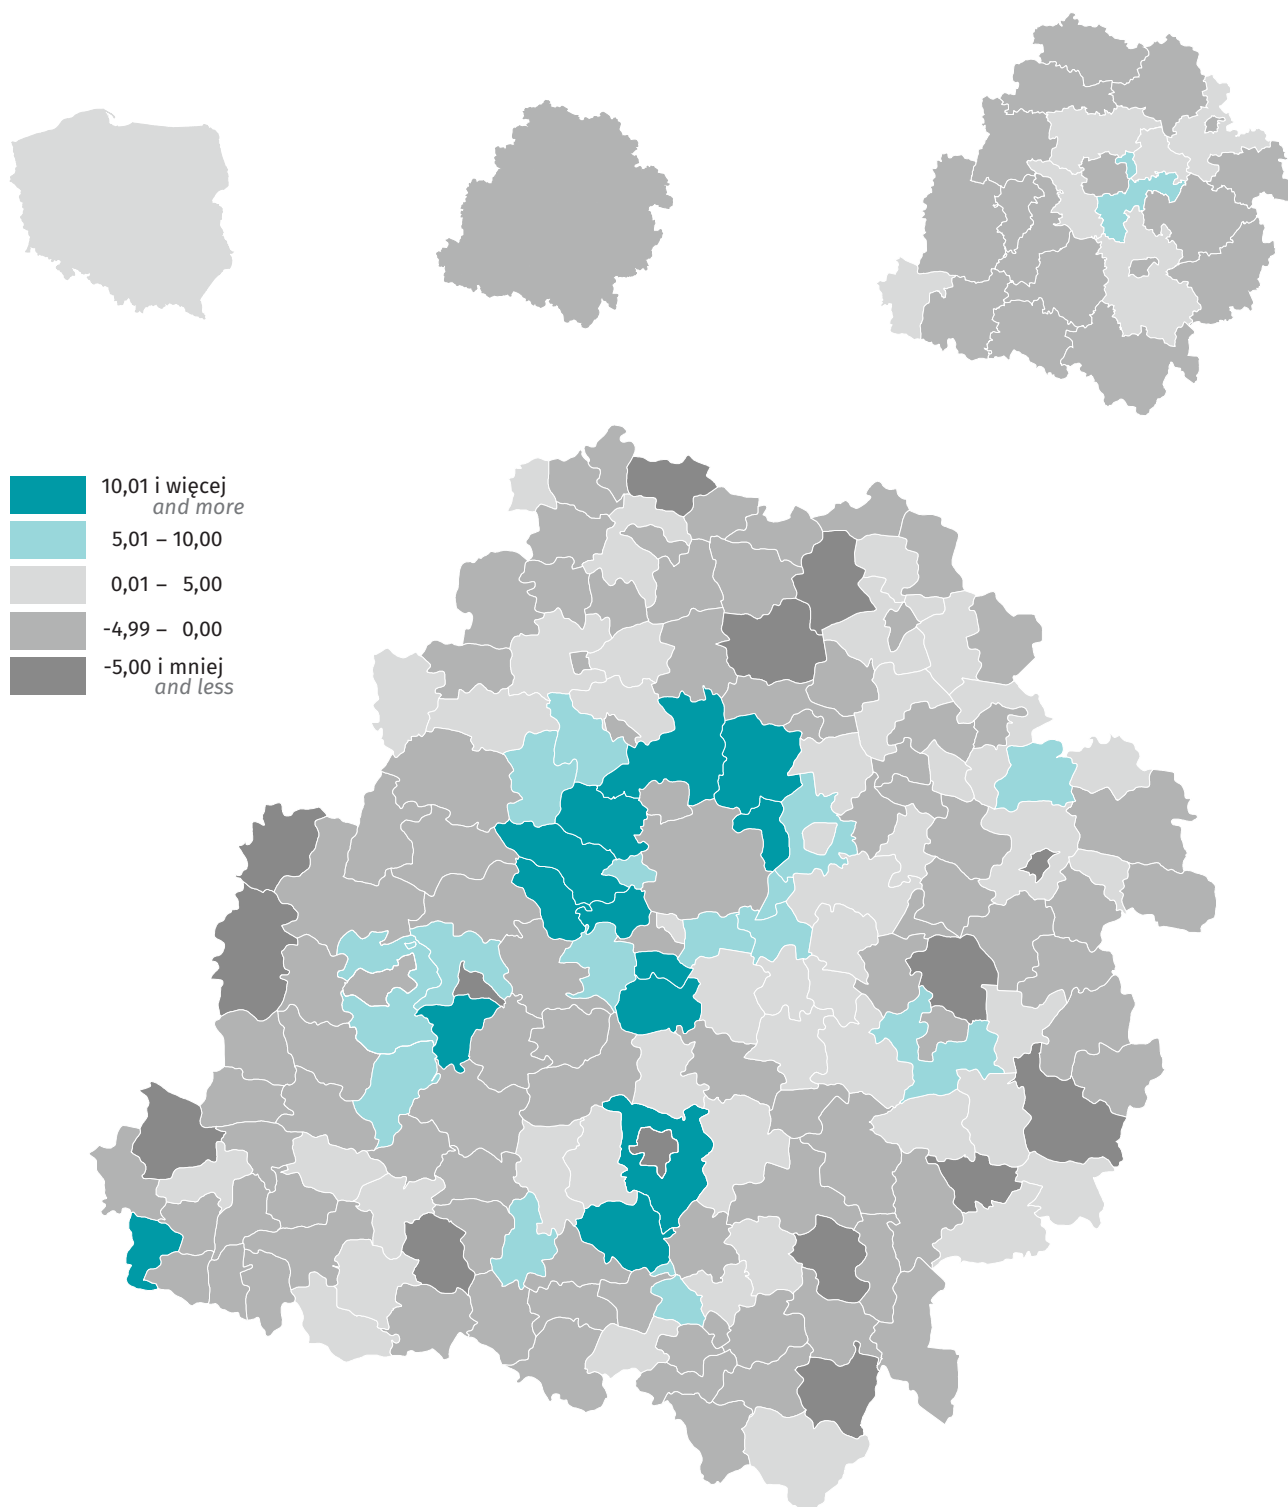 10,01 i więcej
and more
5,01 – 10,00
0,01 – 5,00
-4,99 – 0,00
-5,00 i mniej
and less